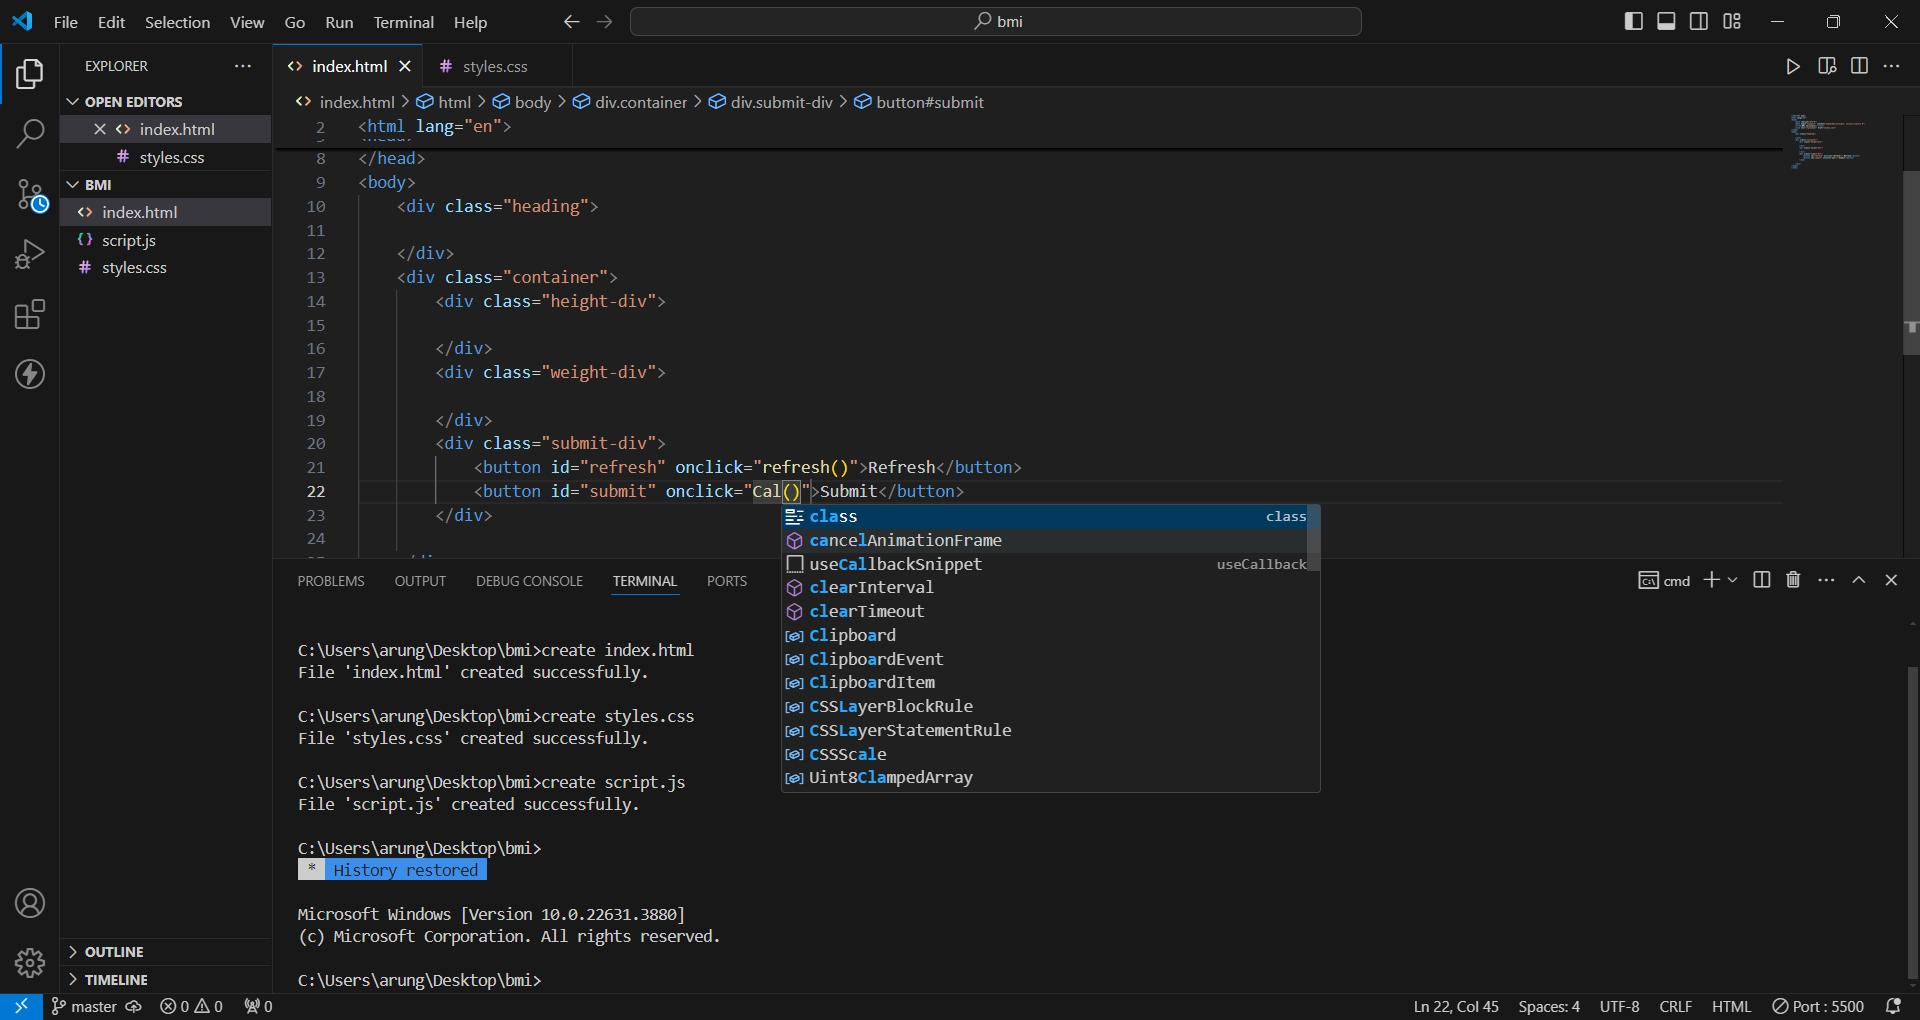 File Edit Selection View Go Run Terminal Help
bmi
EXPLORER
OPEN EDITORS
index.html
styles.css
BMI
index.html
script.js
styles.css
OUTLINE
TIMELINE
index.html
styles.css
index.html > html > body > div.container > div.submit-div > button#submit
2 <html lang="en">
8 </head>
9 <body>
10 <div class="heading">
11
12 </div>
13 <div class="container">
14 <div class="height-div">
15
16 </div>
17 <div class="weight-div">
18
19 </div>
20 <div class="submit-div">
21 <button id="refresh" onclick="refresh()">Refresh</button>
22 <button id="submit" onclick="Cal()">Submit</button>
23 </div>
24
class class
cancelAnimationFrame
useCallbackSnippet useCallback
clearInterval
clearTimeout
Clipboard
ClipboardEvent
ClipboardItem
CSSLayerBlockRule
CSSLayerStatementRule
CSSScale
Uint8ClampedArray
PROBLEMS OUTPUT DEBUG CONSOLE TERMINAL PORTS
cmd
C:\Users\arung\Desktop\bmi>create index.html
File 'index.html' created successfully.
C:\Users\arung\Desktop\bmi>create styles.css
File 'styles.css' created successfully.
C:\Users\arung\Desktop\bmi>create script.js
File 'script.js' created successfully.
C:\Users\arung\Desktop\bmi>
* History restored
Microsoft Windows [Version 10.0.22631.3880]
(c) Microsoft Corporation. All rights reserved.
C:\Users\arung\Desktop\bmi>
master 0 0 0
Ln 22, Col 45 Spaces: 4 UTF-8 CRLF HTML Port : 5500